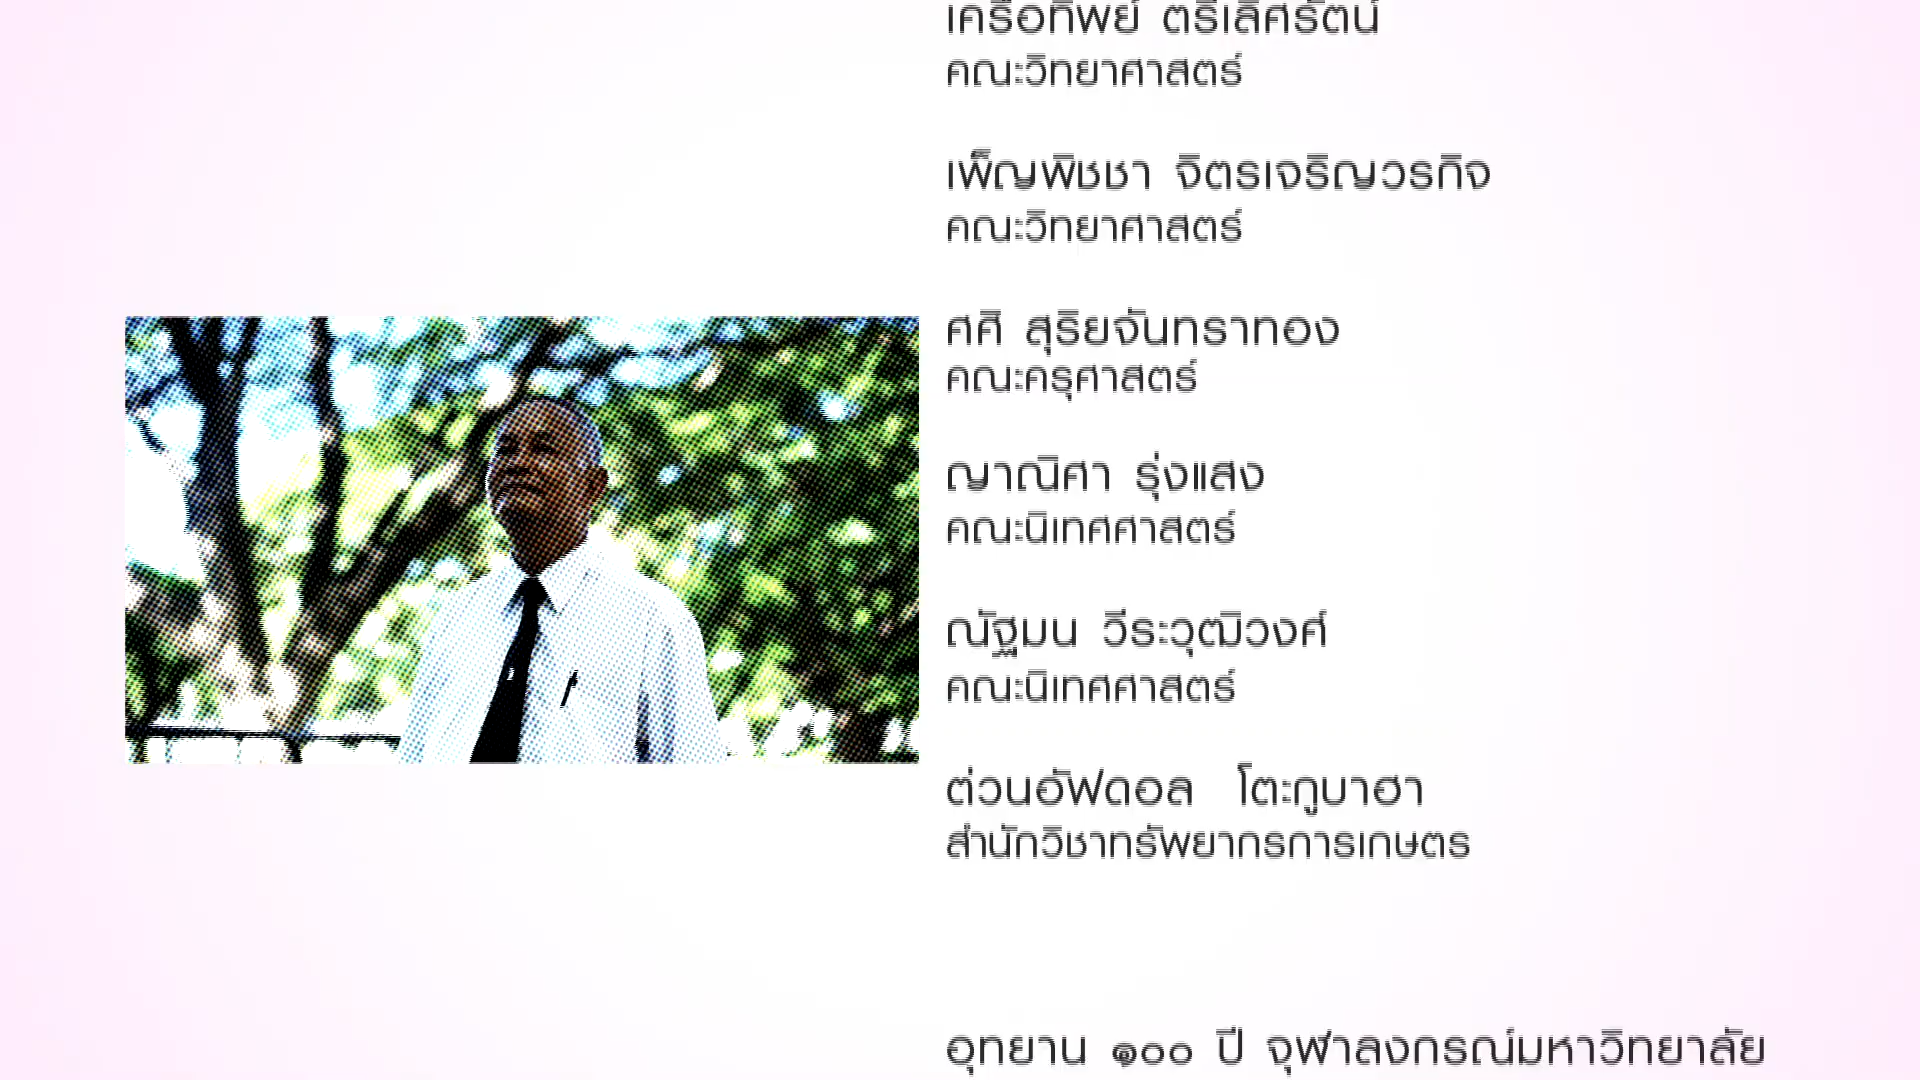 เครือทิพย์ ตรีเลิศรัตน์
คณะวิทยาศาสตร์
เพ็ญพิชชา จิตรเจริญวรกิจ
คณะวิทยาศาสตร์
ศศิ สุริยจันทราทอง
คณะครุศาสตร์
ญาณิศา รุ่งแสง
คณะนิเทศศาสตร์
ณัฐมน วีระวุฒิวงศ์
คณะนิเทศศาสตร์
ต่วนอัฟดอล โต๊ะกูบาฮา
สำนักวิชาทรัพยากรการเกษตร
อุทยาน ๑๐๐ ปี จุฬาลงกรณ์มหาวิทยาลัย